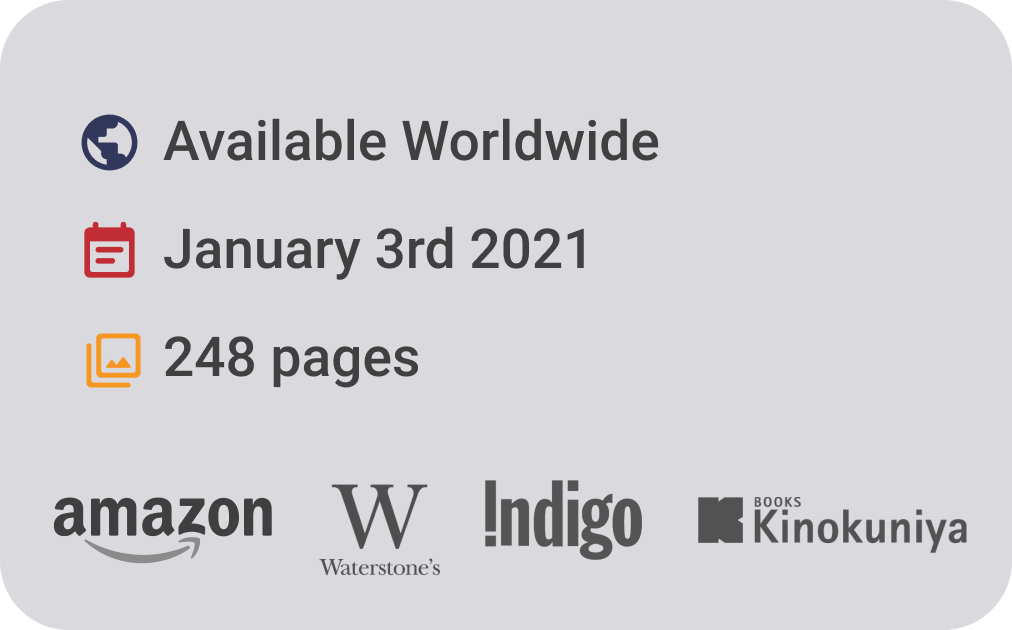 Available Worldwide
January 3rd 2021
248 pages
amazon
W
Waterstone's
!ndigo
BOOKS
Kinokuniya